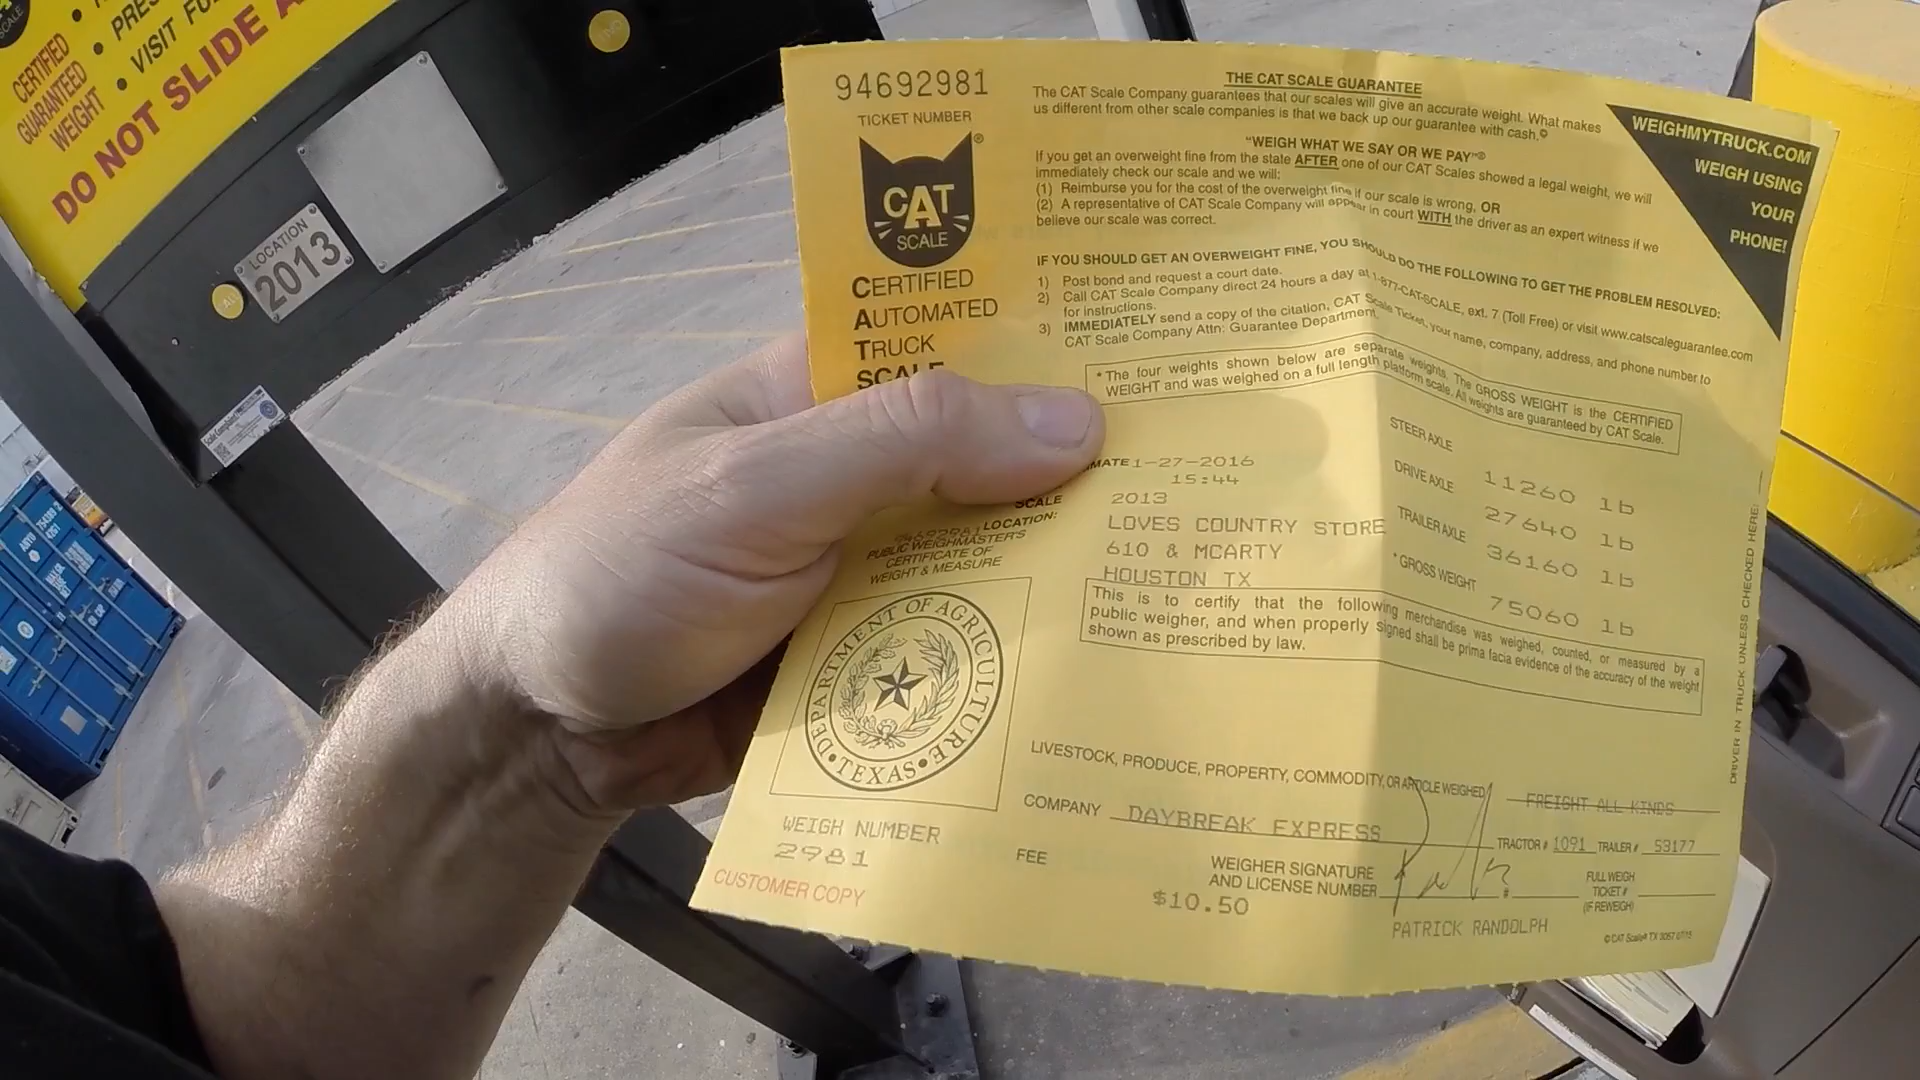 CERTIFIED
GUARANTEED
WEIGHT
• VISIT
DO NOT SLIDE
LOCATION
2013
94692981
TICKET NUMBER
CAT
SCALE
®
CERTIFIED
AUTOMATED
TRUCK
SCALE
THE CAT SCALE GUARANTEE
The CAT Scale Company guarantees that our scales will give an accurate weight. What makes
us different from other scale companies is that we back up our guarantee with cash.
"WEIGH WHAT WE SAY OR WE PAY"®
If you get an overweight fine from the state AFTER one of our CAT Scales showed a legal weight, we will
immediately check our scale and we will:
(1) Reimburse you for the cost of the overweight fine if our scale is wrong, OR
(2) A representative of CAT Scale Company will appear in court WITH the driver as an expert witness if we
believe our scale was correct.
IF YOU SHOULD GET AN OVERWEIGHT FINE, YOU SHOULD DO THE FOLLOWING TO GET THE PROBLEM RESOLVED:
1) Post bond and request a court date.
2) Call CAT Scale Company direct 24 hours a day at 1-877-CAT-SCALE, ext. 7 (Toll Free) or visit www.catscaleguarantee.com
for instructions.
3) IMMEDIATELY send a copy of the citation, CAT Scale Ticket, your name, company, address, and phone number to
CAT Scale Company Attn: Guarantee Department.
WEIGHMYTRUCK.COM
WEIGH USING
YOUR
PHONE!
* The four weights shown below are separate weights. The GROSS WEIGHT is the CERTIFIED
WEIGHT and was weighed on a full length platform scale. All weights are guaranteed by CAT Scale.
1-27-2016
15:44
SCALE
LOCATION:
2013
LOVES COUNTRY STORE
610 & MCARTY
HOUSTON TX
STEER AXLE 11260 lb
DRIVE AXLE 27640 lb
TRAILER AXLE 36160 lb
* GROSS WEIGHT 75060 lb
PUBLIC WEIGHMASTER'S
CERTIFICATE OF
WEIGHT & MEASURE
DEPARTMENT OF AGRICULTURE
• TEXAS •
This is to certify that the following merchandise was weighed, counted, or measured by a
public weigher, and when properly signed shall be prima facia evidence of the accuracy of the weight
shown as prescribed by law.
DRIVER IN TRUCK UNLESS CHECKED HERE:
LIVESTOCK, PRODUCE, PROPERTY, COMMODITY, OR ARTICLE WEIGHED FREIGHT ALL KINDS
COMPANY DAYBREAK EXPRESS
TRACTOR # 1091 TRAILER # 53177
WEIGH NUMBER
2981
CUSTOMER COPY
FEE
$10.50
WEIGHER SIGNATURE
AND LICENSE NUMBER
#
PATRICK RANDOLPH
FULL WEIGH
TICKET #
(IF REWEIGH)